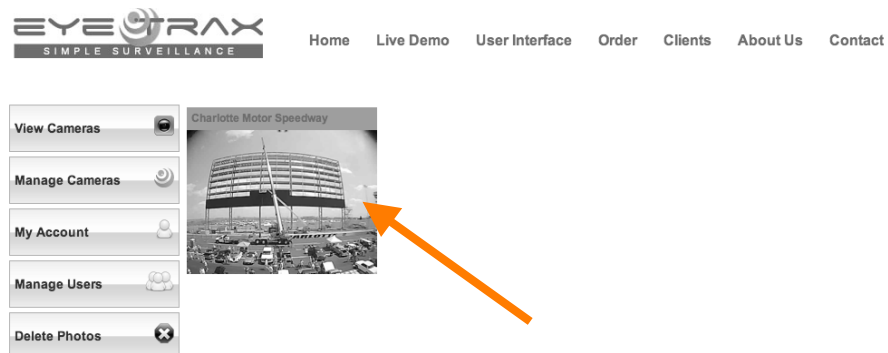 EYETRAX
SIMPLE SURVEILLANCE
Home Live Demo User Interface Order Clients About Us Contact
View Cameras
Manage Cameras
My Account
Manage Users
Delete Photos
Charlotte Motor Speedway